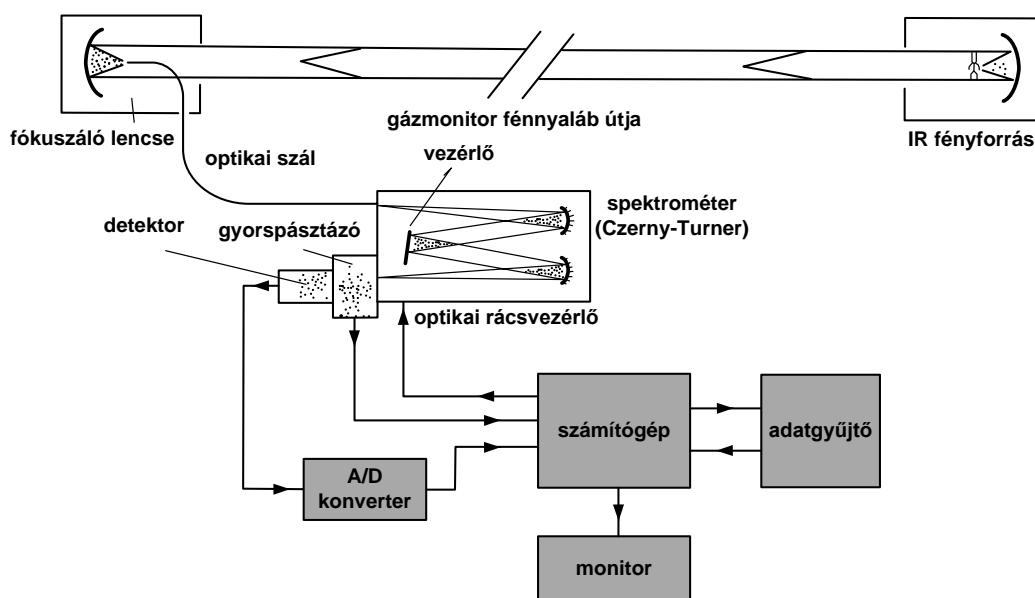 fókuszáló lencse
gázmonitor fénnyaláb útja
IR fényforrás
optikai szál
vezérlő
spektrométer
(Czerny-Turner)
detektor
gyorspásztázó
optikai rácsvezérlő
számítógép
adatgyűjtő
A/D
konverter
monitor